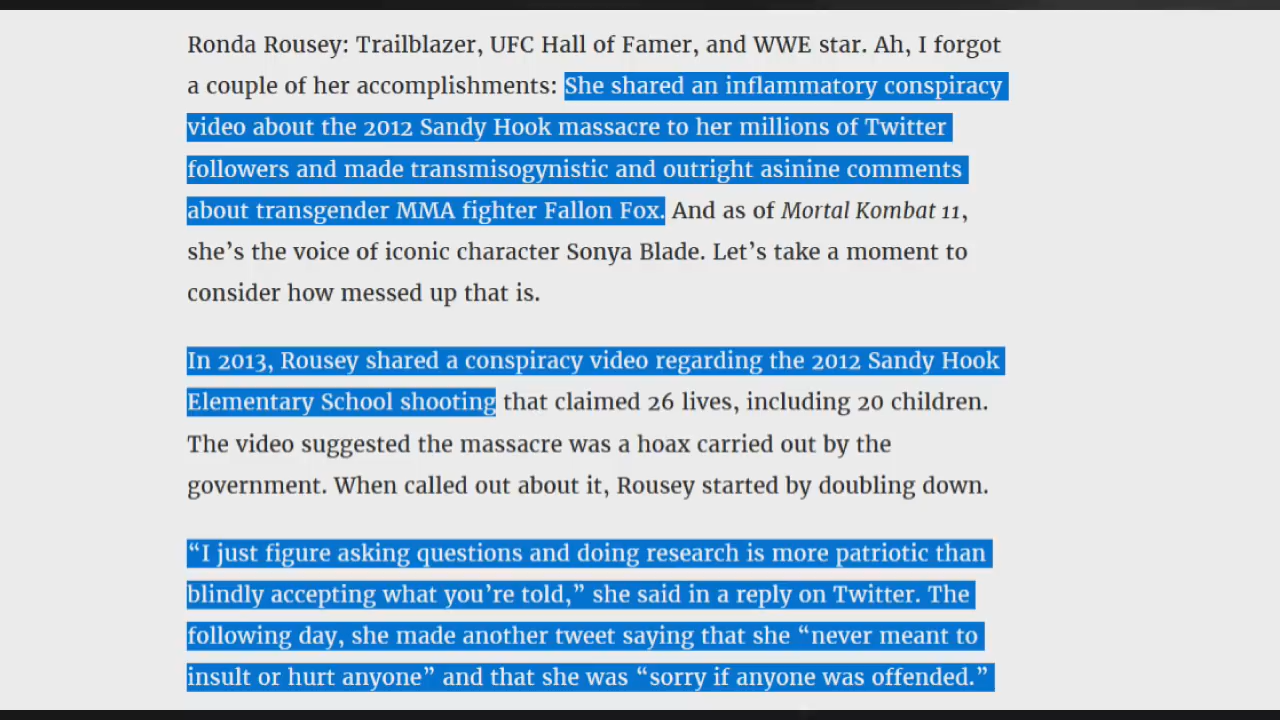 Ronda Rousey: Trailblazer, UFC Hall of Famer, and WWE star. Ah, I forgot
a couple of her accomplishments: She shared an inflammatory conspiracy
video about the 2012 Sandy Hook massacre to her millions of Twitter
followers and made transmisogynistic and outright asinine comments
about transgender MMA fighter Fallon Fox. And as of Mortal Kombat 11,
she’s the voice of iconic character Sonya Blade. Let’s take a moment to
consider how messed up that is.
In 2013, Rousey shared a conspiracy video regarding the 2012 Sandy Hook
Elementary School shooting that claimed 26 lives, including 20 children.
The video suggested the massacre was a hoax carried out by the
government. When called out about it, Rousey started by doubling down.
“I just figure asking questions and doing research is more patriotic than
blindly accepting what you’re told,” she said in a reply on Twitter. The
following day, she made another tweet saying that she “never meant to
insult or hurt anyone” and that she was “sorry if anyone was offended.”